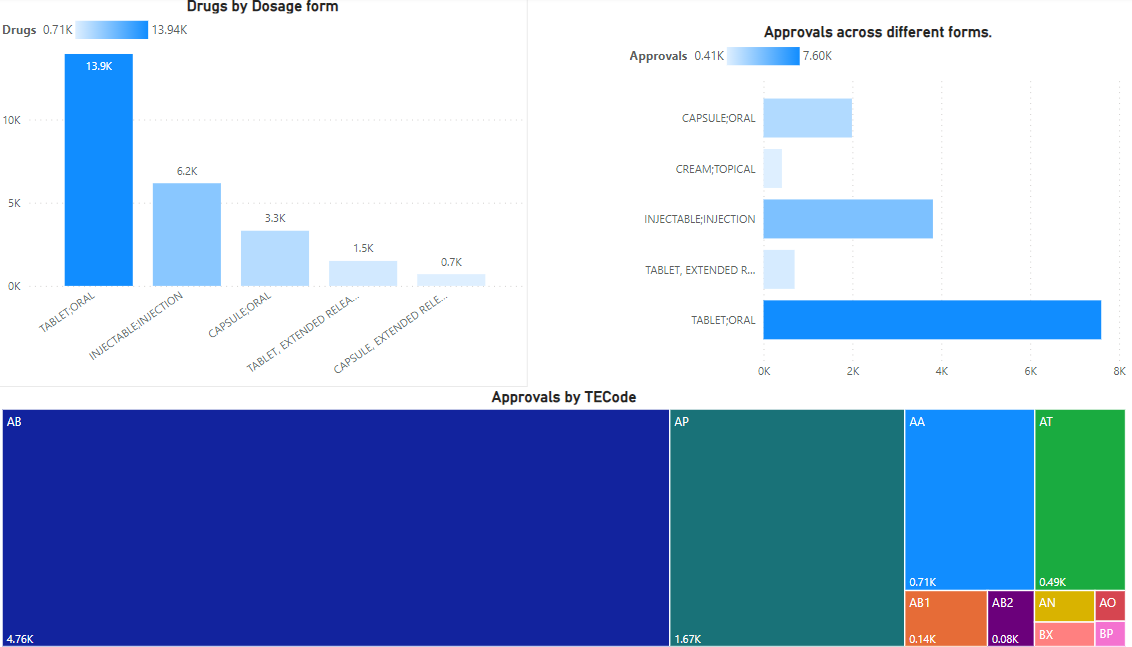 Drugs by Dosage form
Drugs 0.71K 13.94K
13.9K
10K
6.2K
5K
3.3K
1.5K
0.7K
0K
TABLET;ORAL
INJECTABLE;INJECTION
CAPSULE;ORAL
TABLET, EXTENDED RELEA...
CAPSULE, EXTENDED RELE...
Approvals across different forms.
Approvals 0.41K 7.60K
CAPSULE;ORAL
CREAM;TOPICAL
INJECTABLE;INJECTION
TABLET, EXTENDED R...
TABLET;ORAL
0K 2K 4K 6K 8K
Approvals by TECode
AB
4.76K
AP
1.67K
AA
0.71K
AT
0.49K
AB1
0.14K
AB2
0.08K
AN
AO
BX
BP